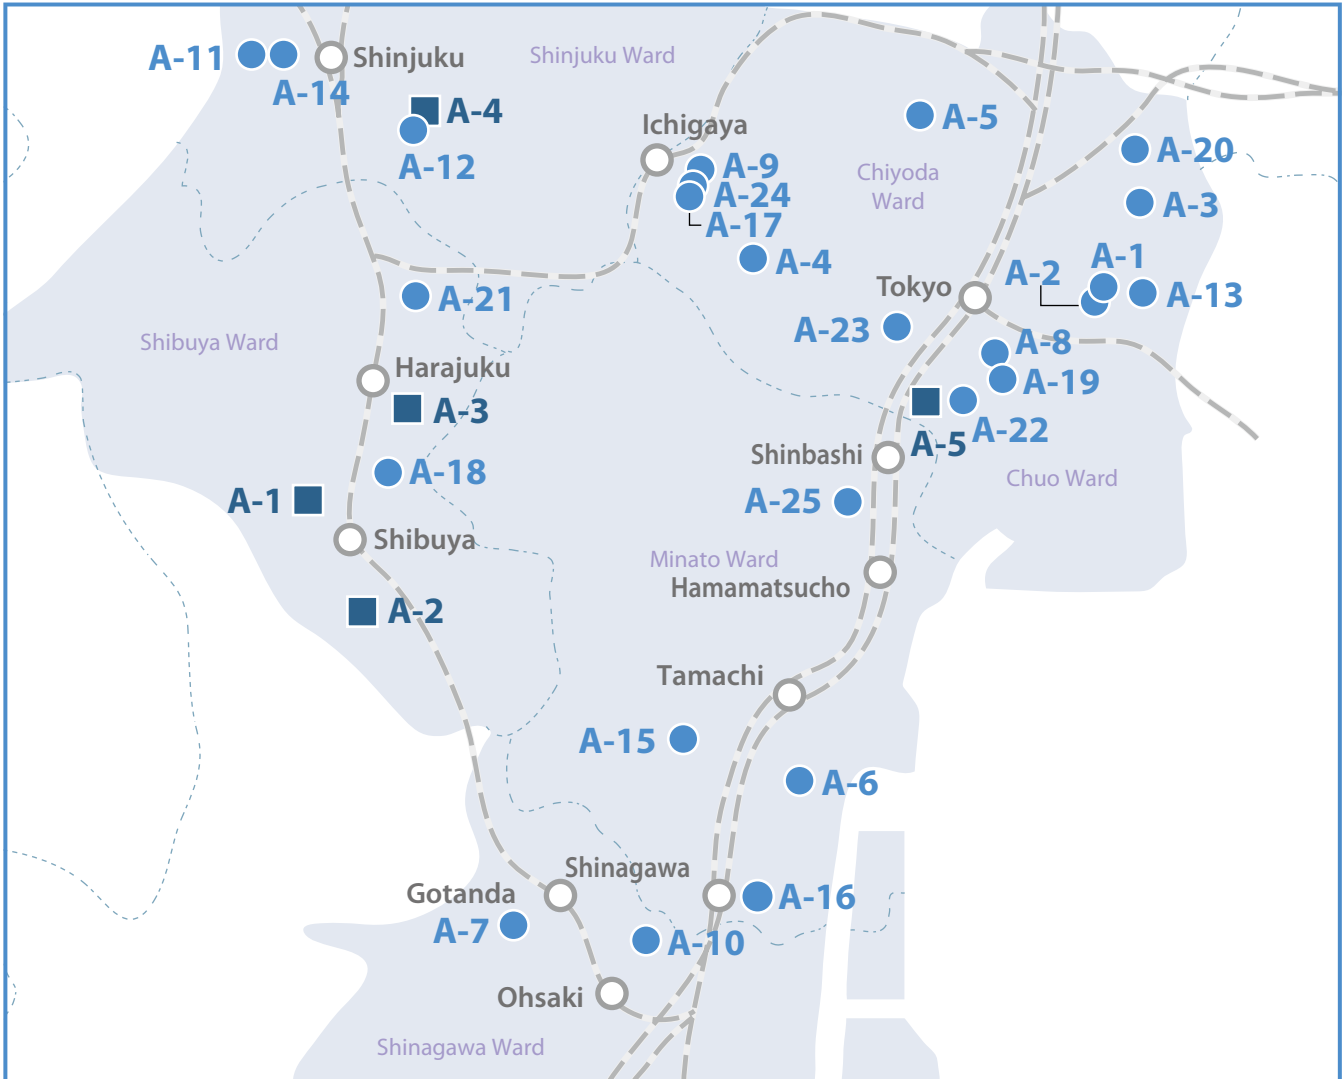 A-11
A-14
Shinjuku
Shinjuku Ward
A-4
A-12
Ichigaya
A-9
A-24
A-17
A-4
A-5
Chiyoda
Ward
A-20
A-3
A-1
A-2
A-13
Tokyo
A-23
A-8
A-19
A-22
A-5
A-21
Shibuya Ward
Harajuku
A-3
A-18
A-1
Shibuya
A-2
Shinbashi
A-25
Chuo Ward
Minato Ward
Hamamatsucho
Tamachi
A-15
A-6
Shinagawa
Gotanda
A-16
A-7
A-10
Ohsaki
Shinagawa Ward